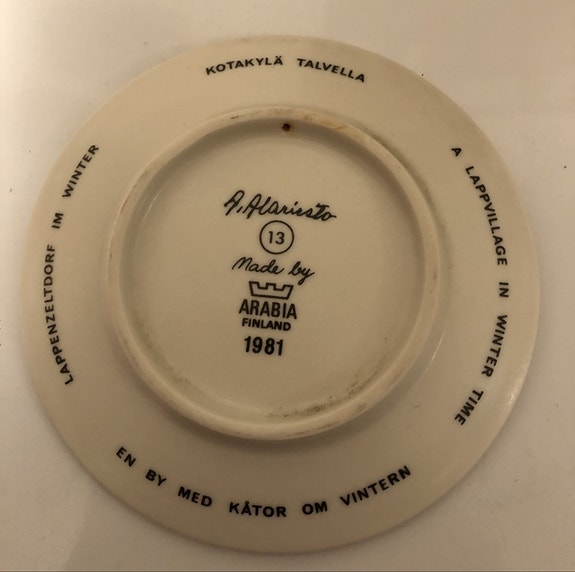 KOTAKYLÄ TALVELLA
A LAPPVILLAGE IN WINTER TIME
EN BY MED KÅTOR OM VINTERN
LAPPENZELTDORF IM WINTER
A. Alariesto
13
Made by
ARABIA
FINLAND
1981